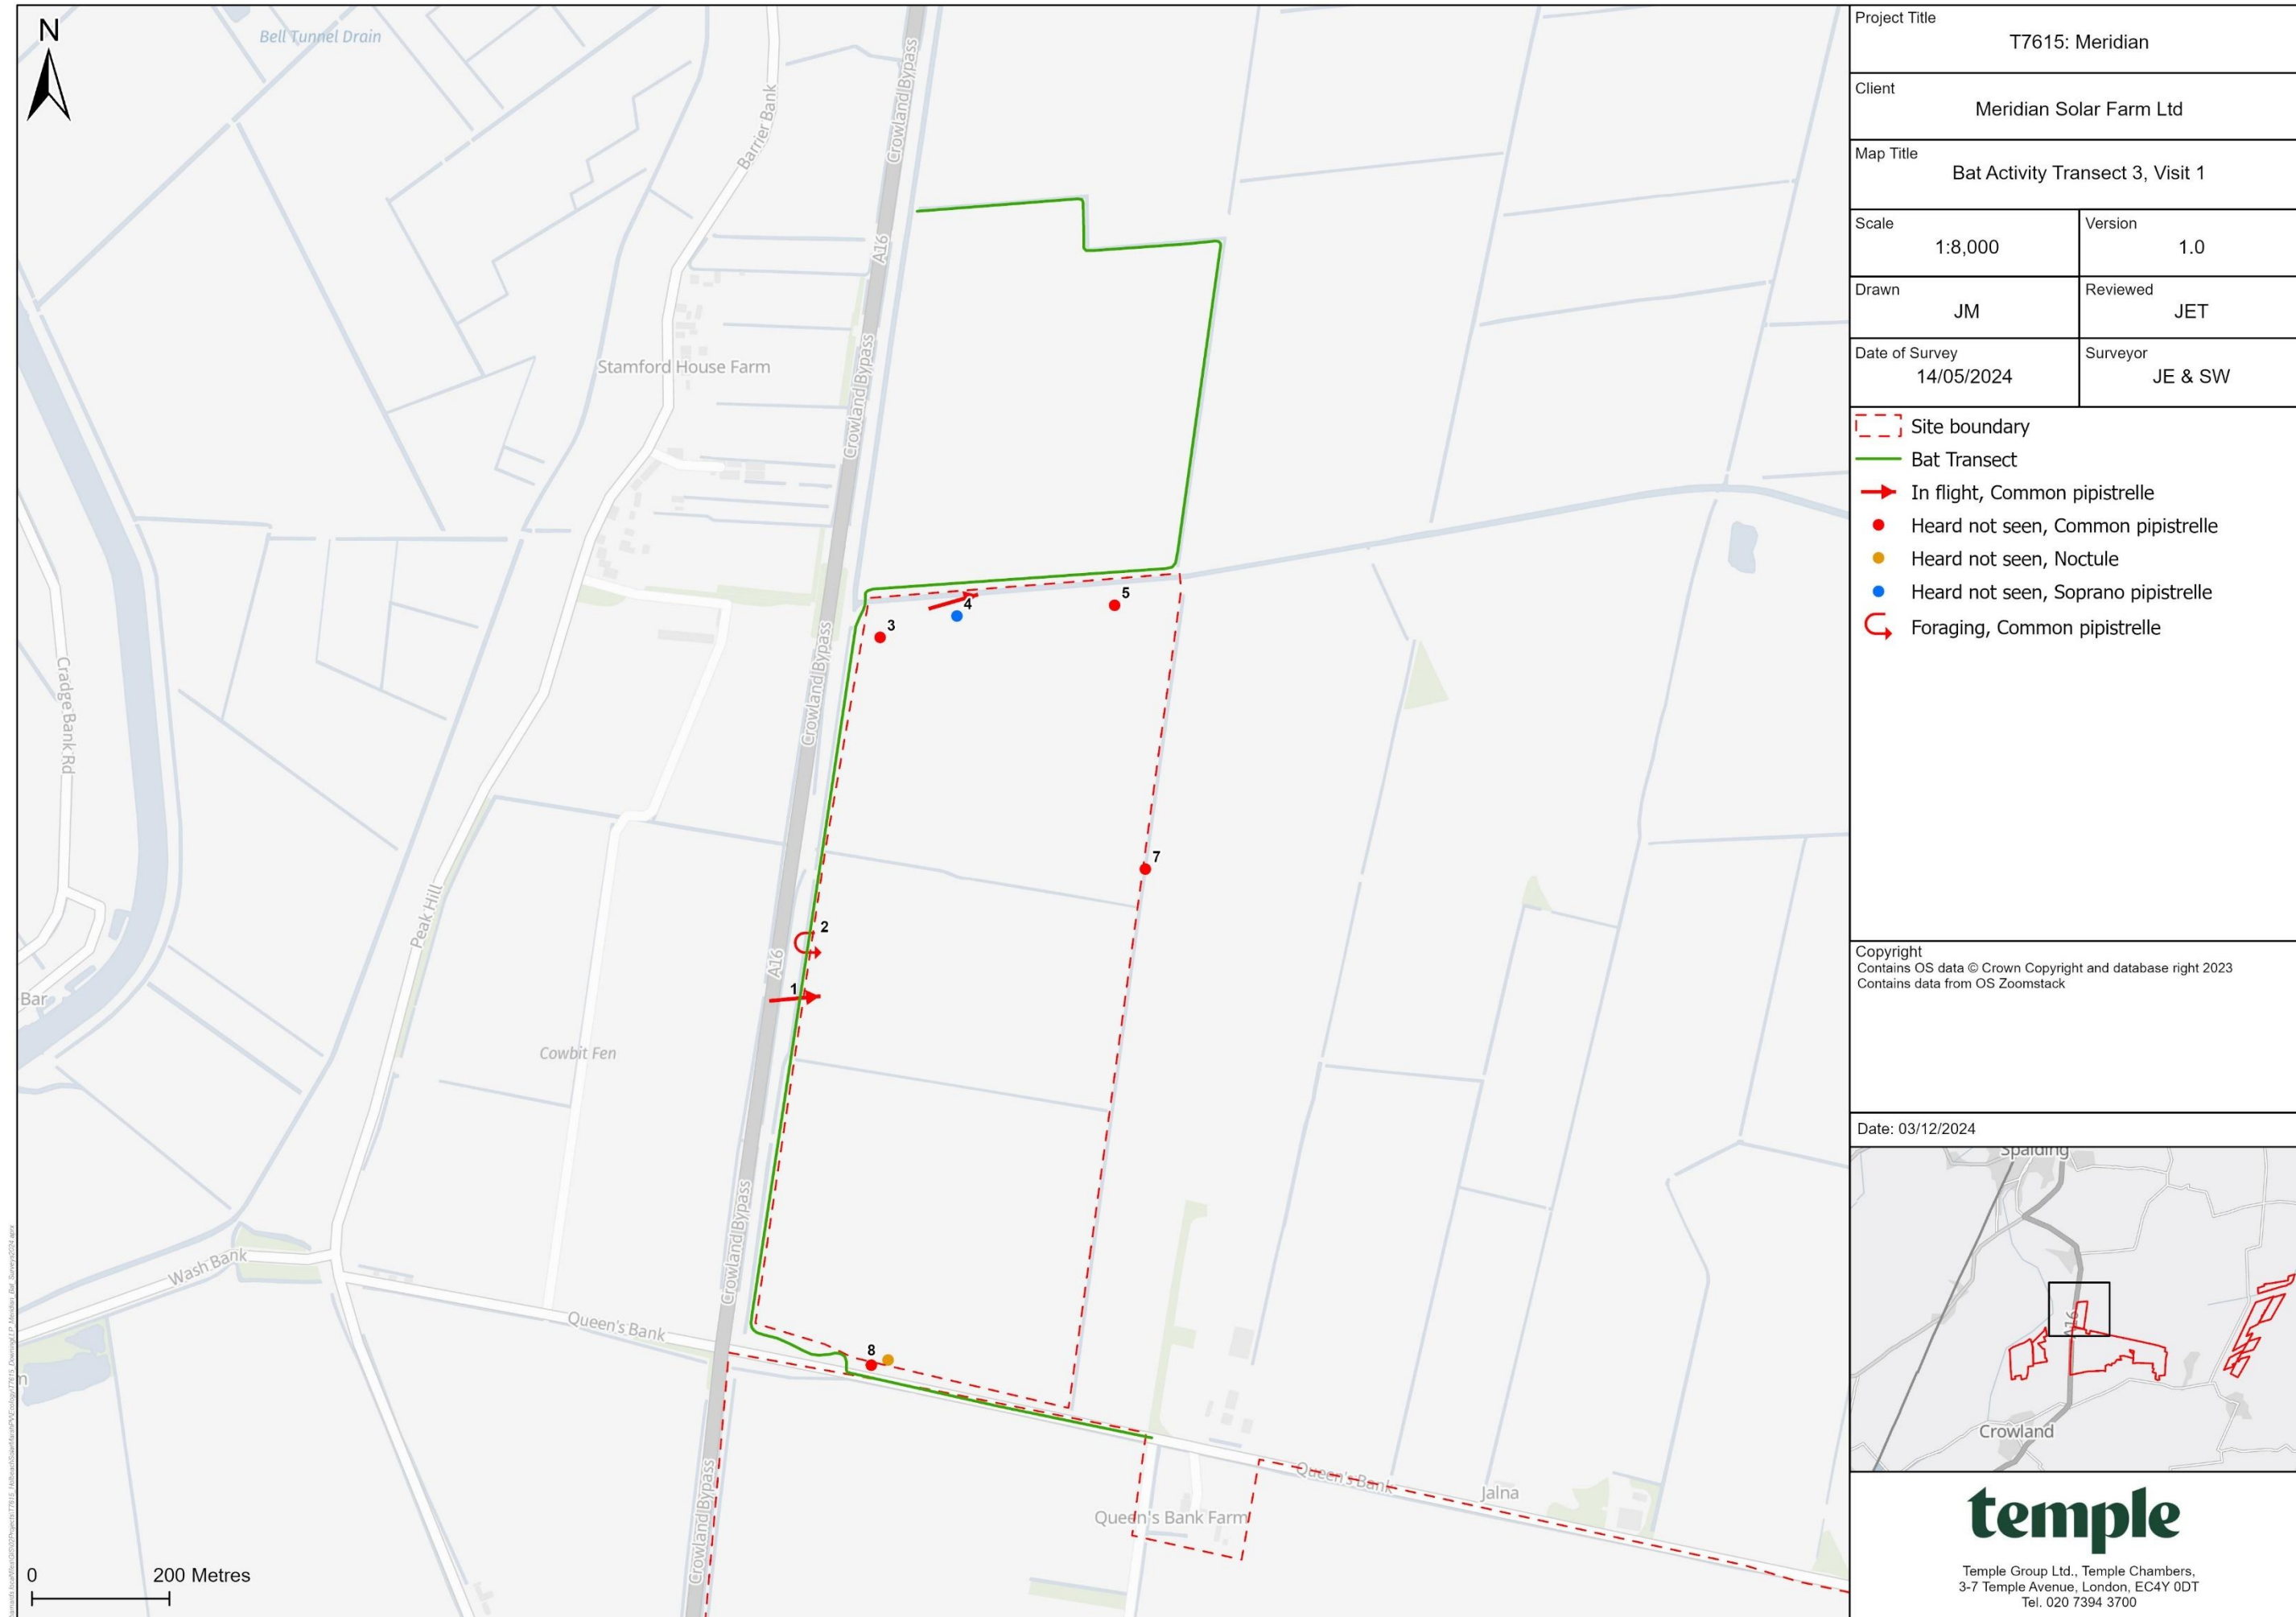 N
Bell Tunnel Drain
Barrier Bank
Crowland Bypass
Crowland Bypass
A16
Stamford House Farm
Crowland Bypass
4
5
3
Crowland Bypass
Cradge Bank Rd
7
Peak Hill
2
A16
1
Bar
Cowbit Fen
Crowland Bypass
Wash Bank
Queen's Bank
8
Queen's Bank
Jalna
Crowland Bypass
Queen's Bank Farm
0 200 Metres
Project Title
T7615: Meridian
Client
Meridian Solar Farm Ltd
Map Title
Bat Activity Transect 3, Visit 1
Scale
1:8,000
Version
1.0
Drawn
JM
Reviewed
JET
Date of Survey
14/05/2024
Surveyor
JE & SW
Site boundary
Bat Transect
In flight, Common pipistrelle
Heard not seen, Common pipistrelle
Heard not seen, Noctule
Heard not seen, Soprano pipistrelle
Foraging, Common pipistrelle
Copyright
Contains OS data © Crown Copyright and database right 2023
Contains data from OS Zoomstack
Date: 03/12/2024
Spalding
A16
Crowland
temple
Temple Group Ltd., Temple Chambers,
3-7 Temple Avenue, London, EC4Y 0DT
Tel. 020 7394 3700